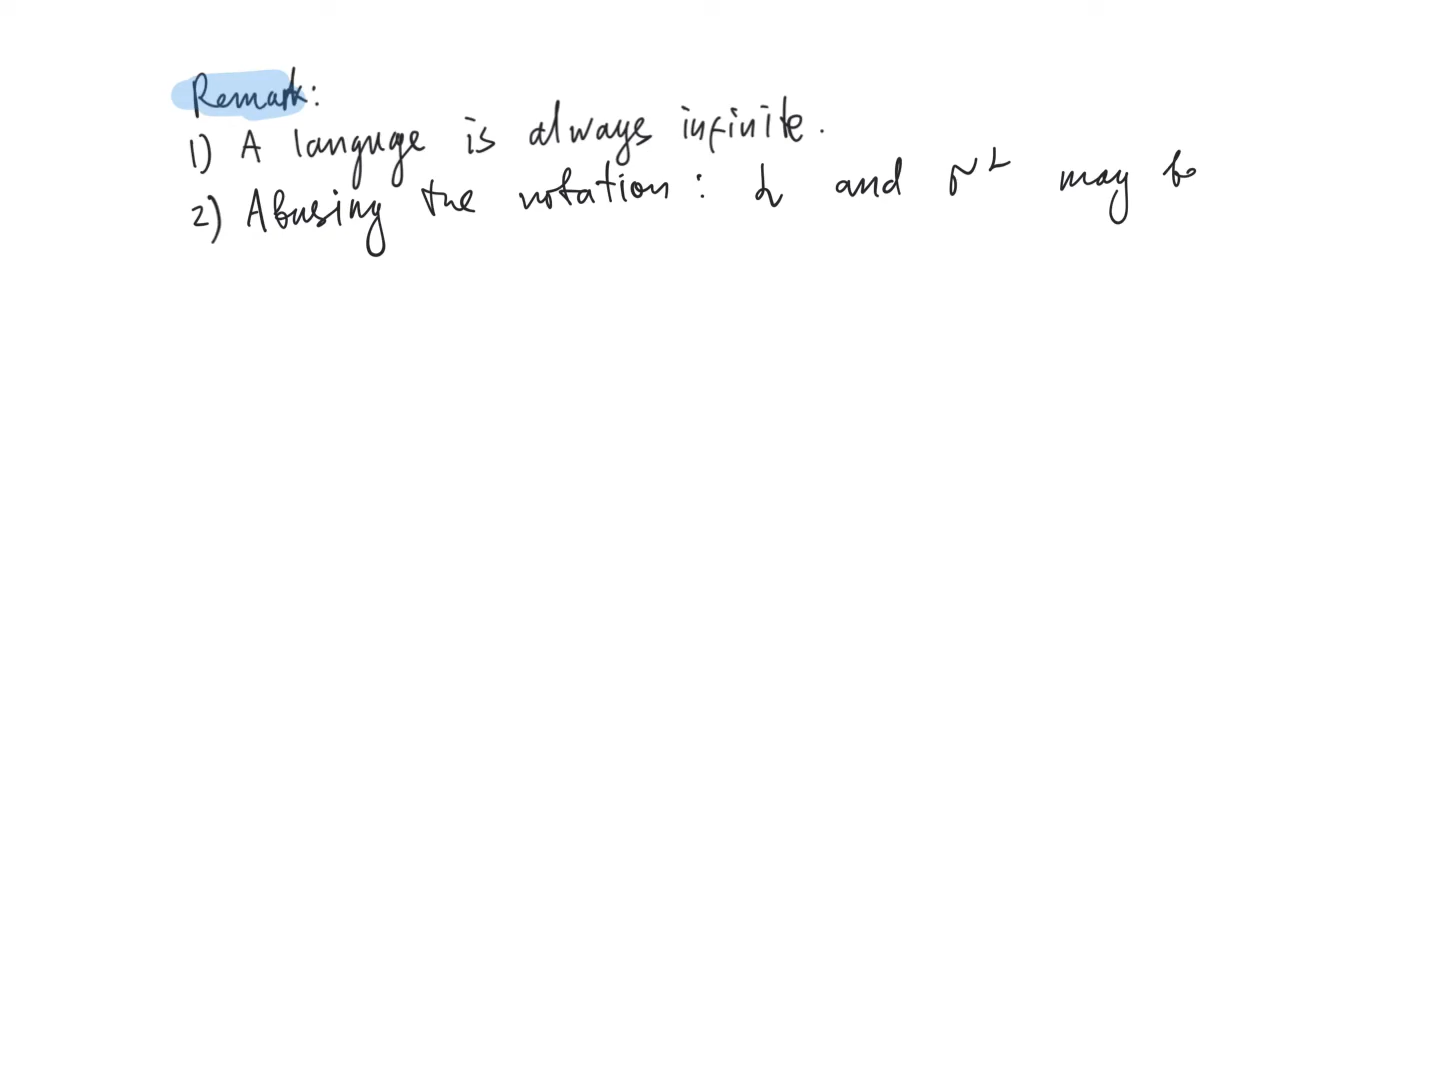 Remark:
1) A language is always infinite.
2) Abusing the notation: L and may be